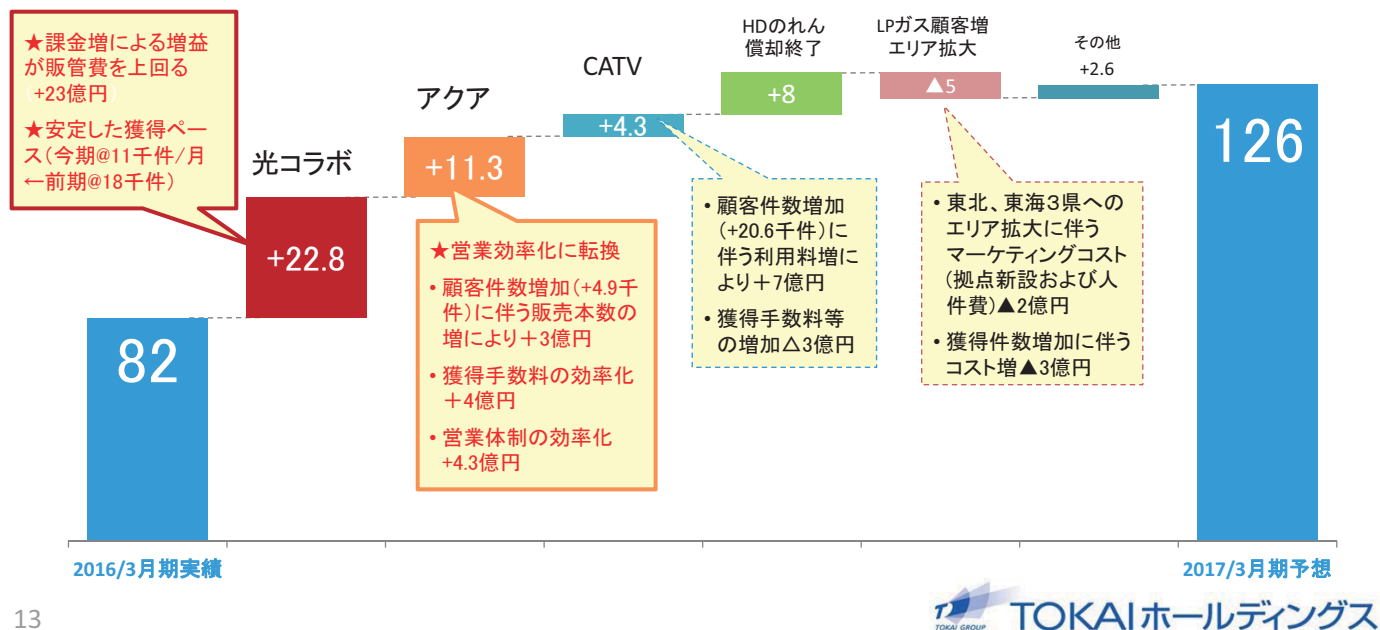 ★課金増による増益
が販管費を上回る
(+23億円)
★安定した獲得ペー
ス(今期@11千件/月
←前期@18千件)
82
2016/3月期実績
光コラボ
+22.8
アクア
+11.3
★営業効率化に転換
・顧客件数増加(+4.9千
件)に伴う販売本数の
増により＋3億円
・獲得手数料の効率化
＋4億円
・営業体制の効率化
+4.3億円
CATV
+4.3
・顧客件数増加
(+20.6千件)に
伴う利用料増に
より＋7億円
・獲得手数料等
の増加△3億円
HDのれん
償却終了
+8
LPガス顧客増
エリア拡大
▲5
・東北、東海３県への
エリア拡大に伴う
マーケティングコスト
(拠点新設および人
件費)▲2億円
・獲得件数増加に伴う
コスト増▲3億円
その他
+2.6
126
2017/3月期予想
13
TOKAI GROUP
TOKAIホールディングス